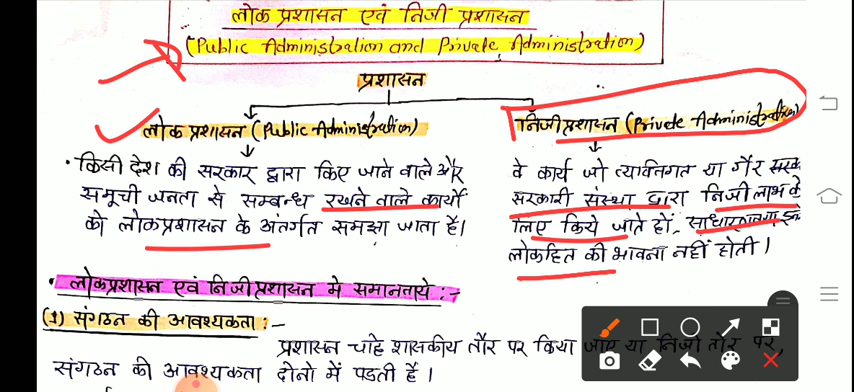 लोक प्रशासन एवं निजी प्रशासन
(Public Administration and Private Administration)
प्रशासन
लोक प्रशासन (Public Administration)
निजी प्रशासन (Private Administration)
• किसी देश की सरकार द्वारा किए जाने वाले और
समूची जनता से सम्बन्ध रखने वाले कार्यों
को लोकप्रशासन के अंतर्गत समझा जाता है।
वे कार्य जो व्यक्तिगत या गैर
सरकारी संस्था द्वारा निजी लाभ के
लिए किये जाते हों,
लोकहित की भावना नहीं होती।
• लोकप्रशासन एवं निजी प्रशासन मे समानताये:-
(1) संगठन की आवश्यकता:-
प्रशासन चाहे शासकीय तौर पर किया जाए या निजी तौर पर,
संगठन की आवश्यकता दोनो में पडती है।